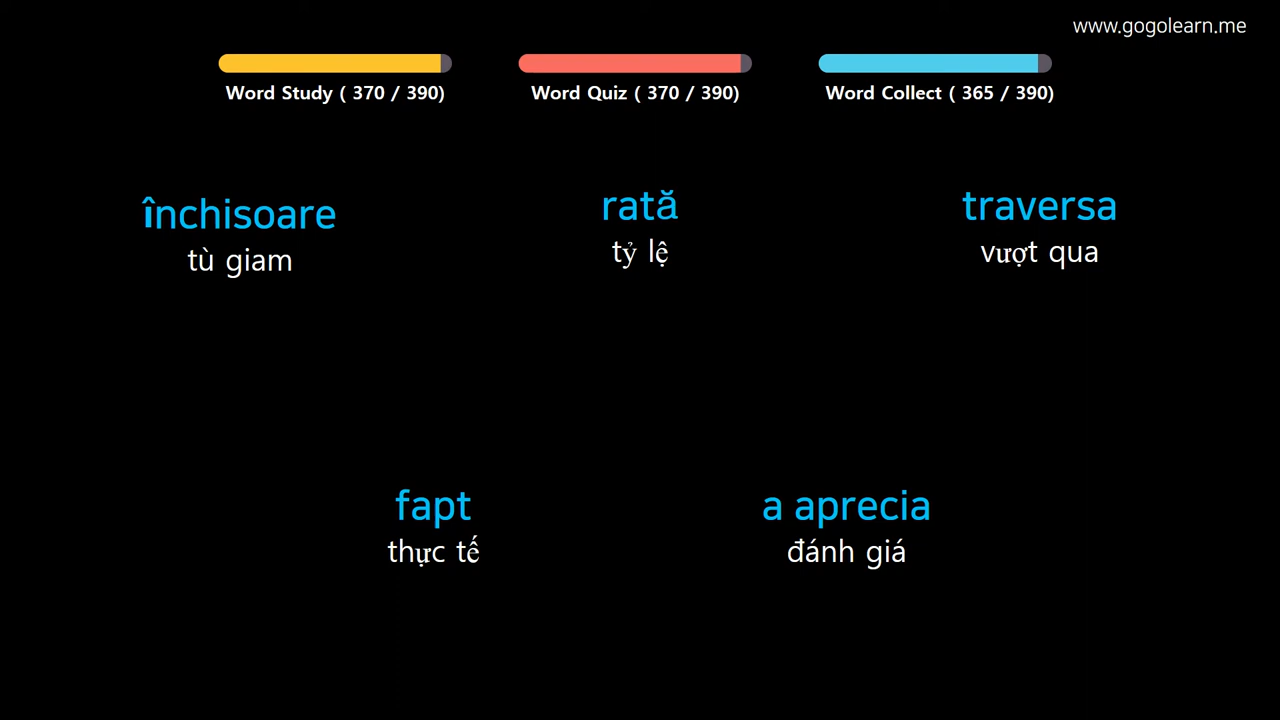 www.gogolearn.me
Word Study ( 370 / 390)
Word Quiz ( 370 / 390)
Word Collect ( 365 / 390)
închisoare
tù giam
rată
tỷ lệ
traversa
vượt qua
fapt
thực tế
a aprecia
đánh giá